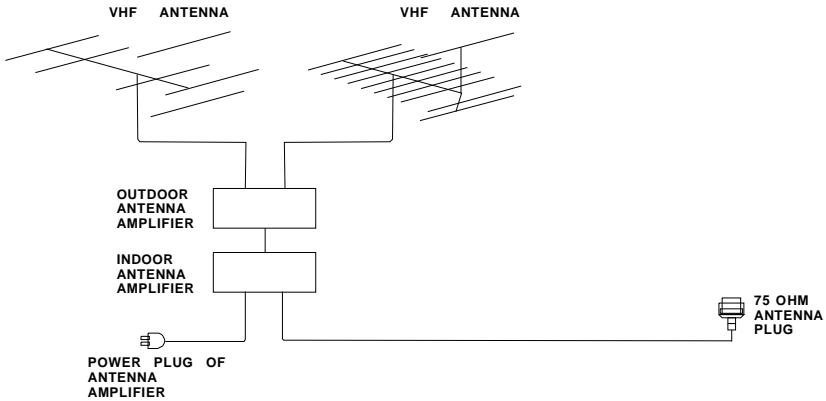 VHF ANTENNA
VHF ANTENNA
OUTDOOR
ANTENNA
AMPLIFIER
INDOOR
ANTENNA
AMPLIFIER
75 OHM
ANTENNA
PLUG
POWER PLUG OF
ANTENNA
AMPLIFIER